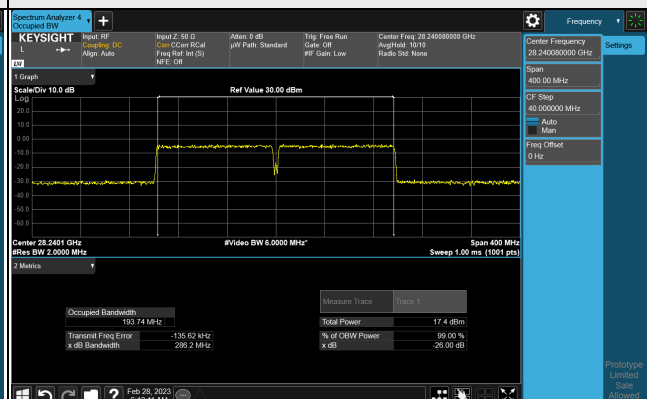 Spectrum Analyzer 4
Occupied BW
Frequency
KEYSIGHT
L
Input: RF
Coupling: DC
Align: Auto
Input Z: 50 Ω
Corr CCorr RCal
Freq Ref: Int (S)
NFE: Off
Atten: 0 dB
µW Path: Standard
Trig: Free Run
Gate: Off
#IF Gain: Low
Center Freq: 28.240080000 GHz
Avg|Hold: 10/10
Radio Std: None
Center Frequency
28.240080000 GHz
Settings
Span
400.00 MHz
CF Step
40.000000 MHz
Auto
Man
Freq Offset
0 Hz
1 Graph
Scale/Div 10.0 dB
Ref Value 30.00 dBm
Log
20.0
10.0
0.00
-10.0
-20.0
-30.0
-40.0
-50.0
-60.0
Center 28.2401 GHz
#Video BW 6.0000 MHz*
Span 400 MHz
#Res BW 2.0000 MHz
Sweep 1.00 ms (1001 pts)
2 Metrics
Measure Trace
Trace 1
Occupied Bandwidth
193.74 MHz
Total Power
17.4 dBm
Transmit Freq Error
-135.62 kHz
% of OBW Power
99.00 %
x dB Bandwidth
286.2 MHz
x dB
-26.00 dB
Prototype
Limited
Sale
Allowed
Feb 28, 2023